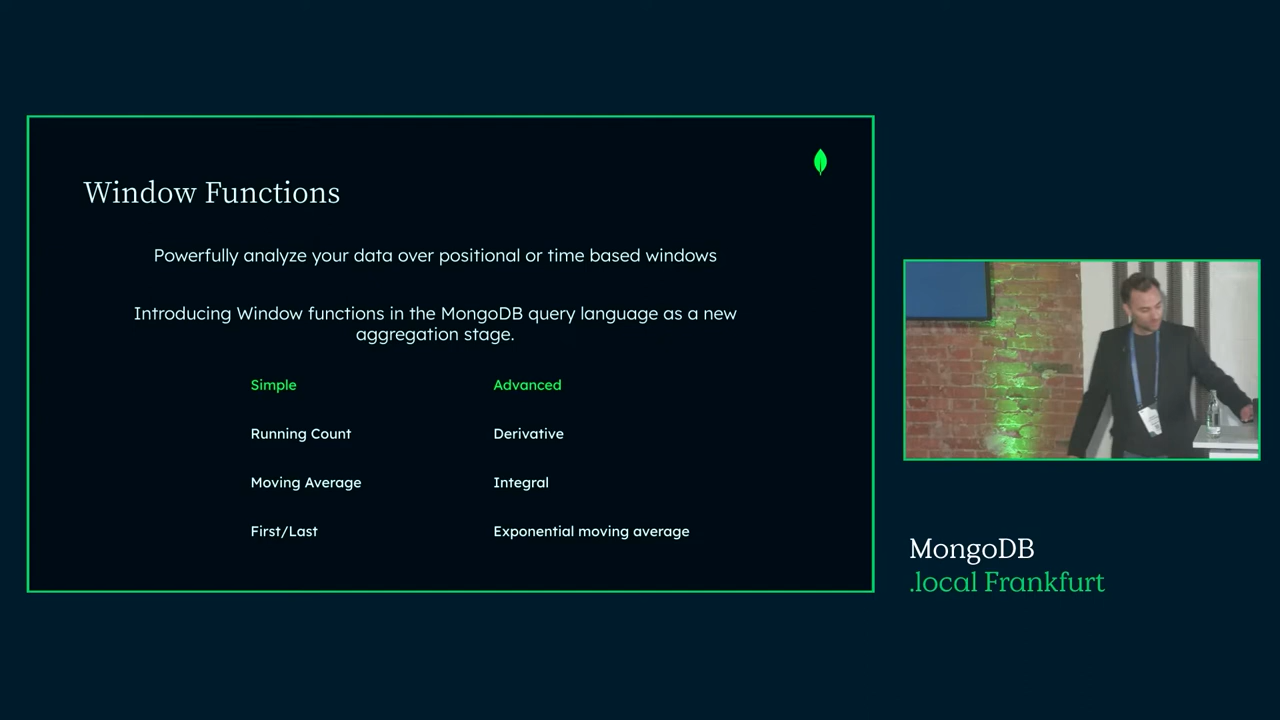 Window Functions
Powerfully analyze your data over positional or time based windows
Introducing Window functions in the MongoDB query language as a new
aggregation stage.
Simple
Advanced
Running Count
Derivative
Moving Average
Integral
First/Last
Exponential moving average
MongoDB
.local Frankfurt